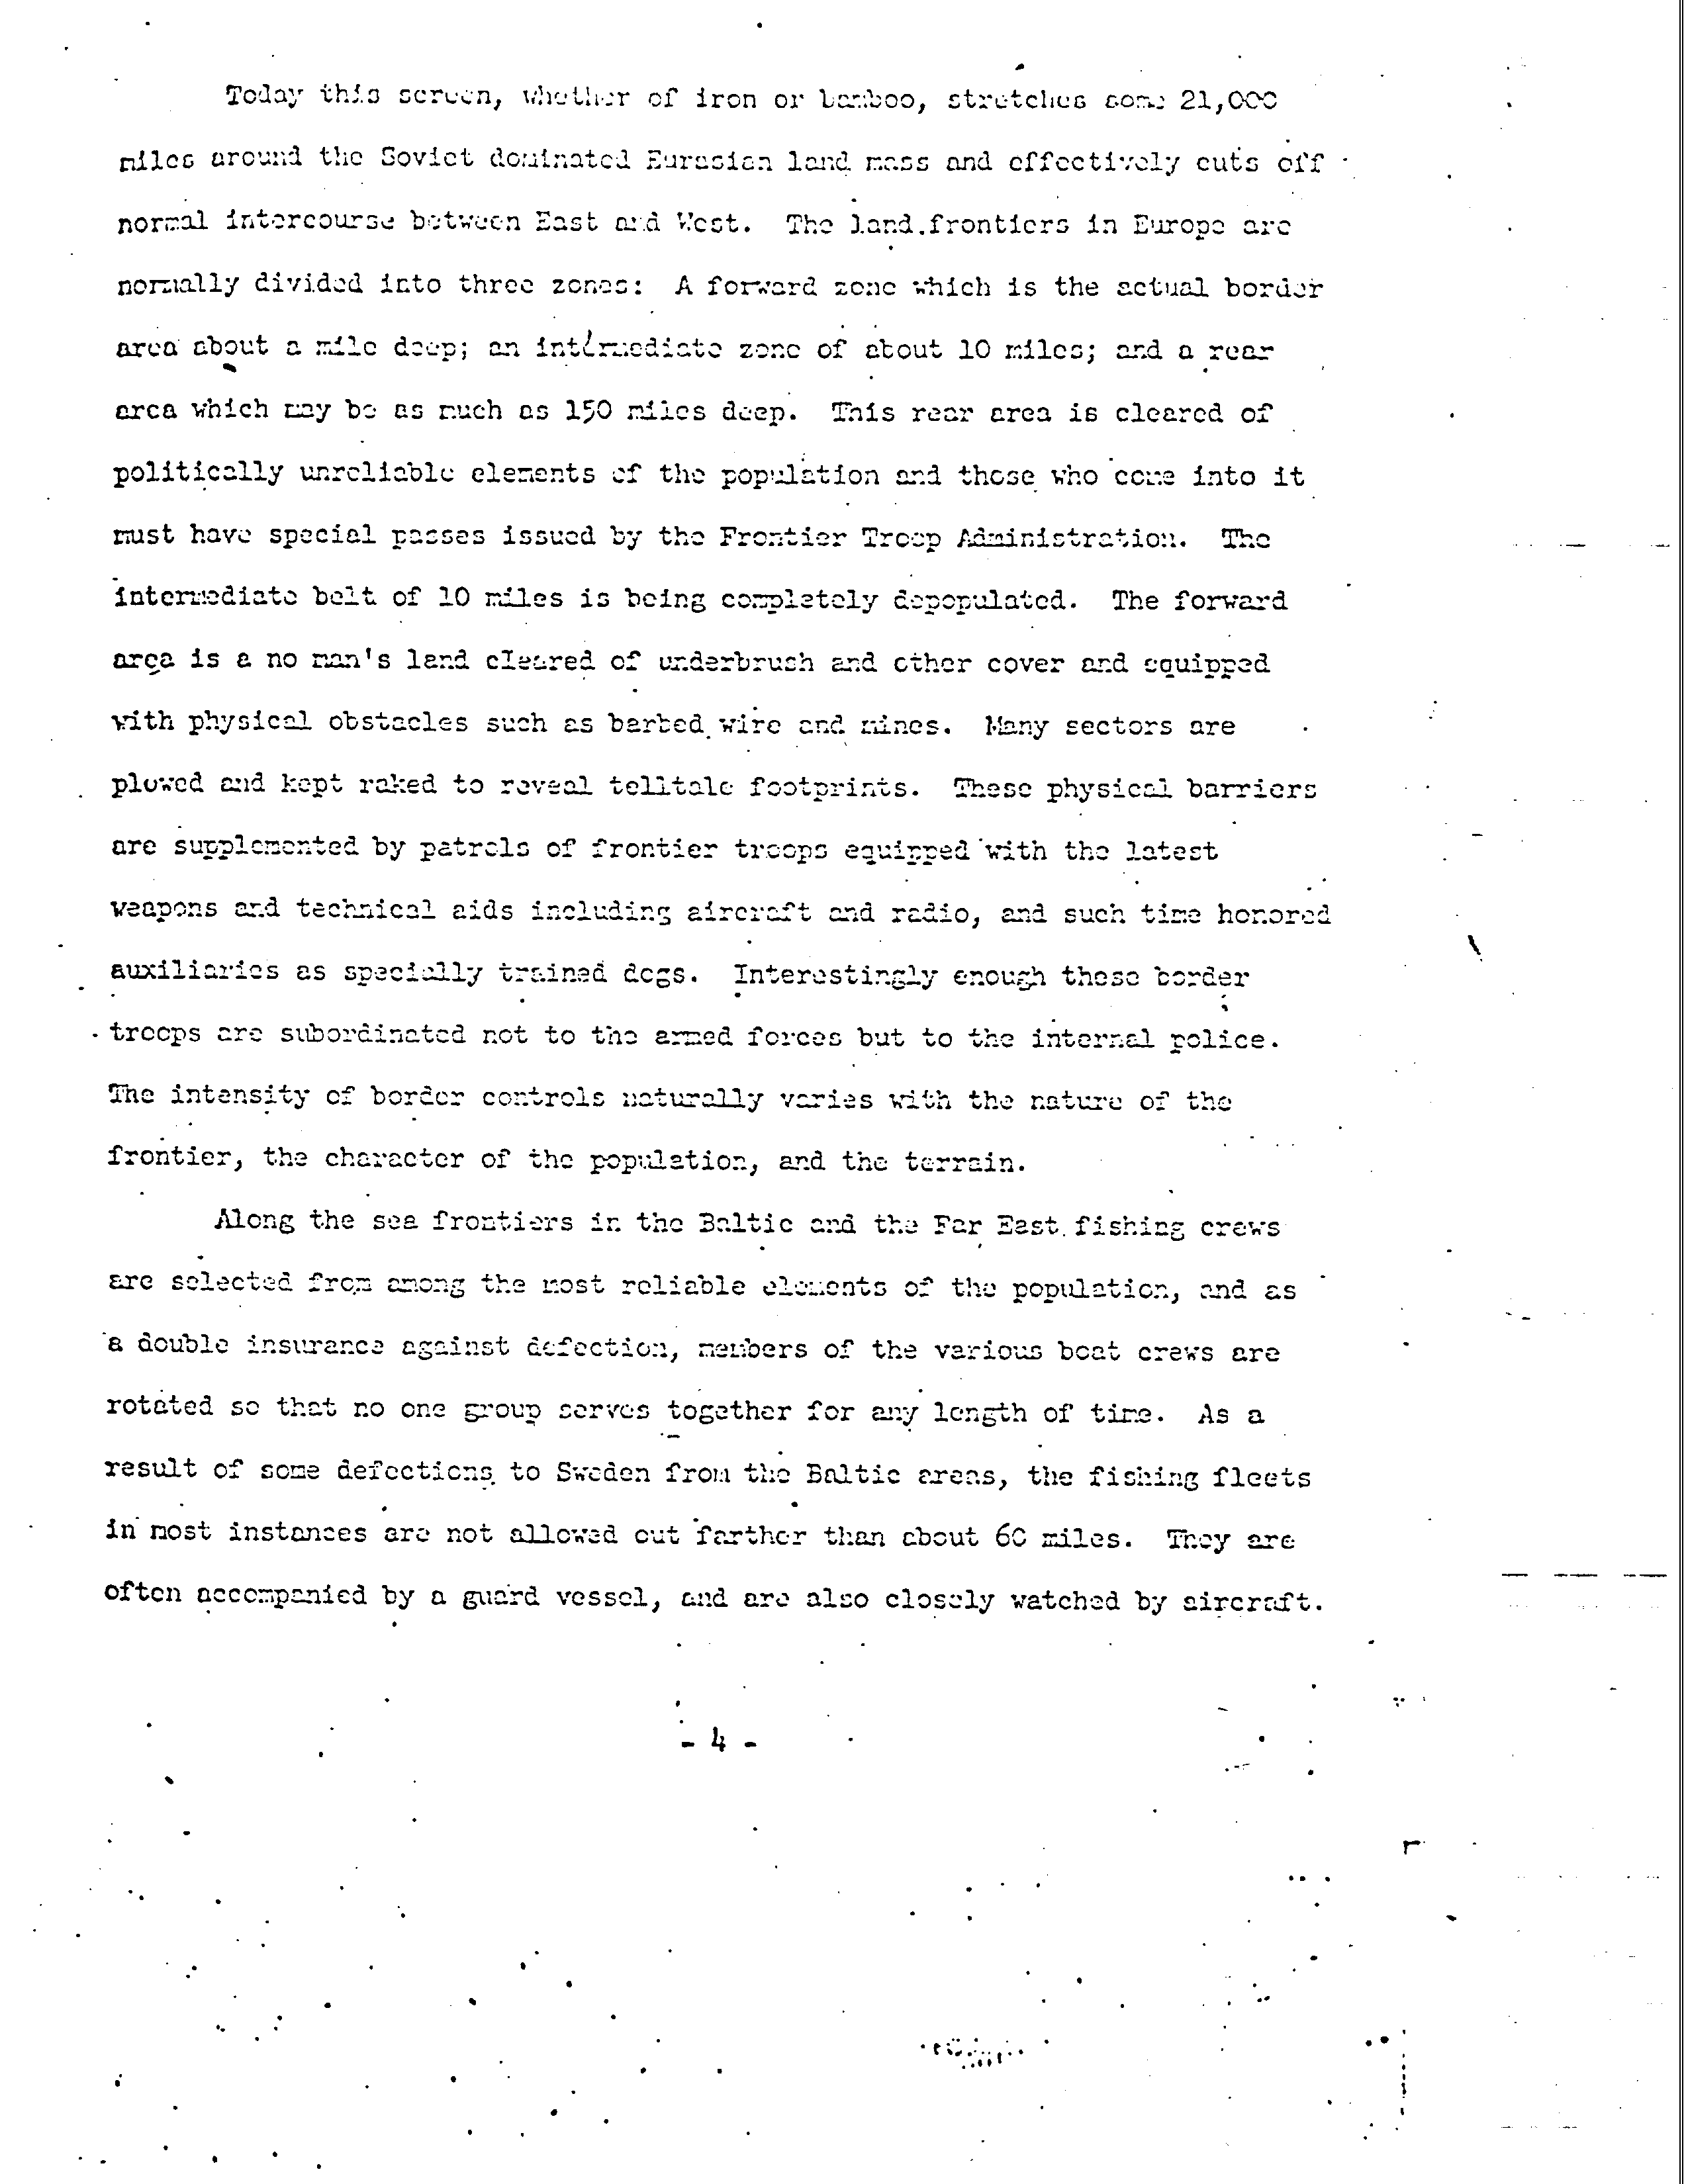 Today this screen, whether of iron or bamboo, stretches some 21,000
miles around the Soviet dominated Eurasian land mass and effectively cuts off
normal intercourse between East and West. The land frontiers in Europe are
normally divided into three zones: A forward zone which is the actual border
area about a mile deep; an intermediate zone of about 10 miles; and a rear
area which may be as much as 150 miles deep. This rear area is cleared of
politically unreliable elements of the population and those who come into it
must have special passes issued by the Frontier Troop Administration. The
intermediate belt of 10 miles is being completely depopulated. The forward
area is a no man's land cleared of underbrush and other cover and equipped
with physical obstacles such as barbed wire and mines. Many sectors are
plowed and kept raked to reveal telltale footprints. These physical barriers
are supplemented by patrols of frontier troops equipped with the latest
weapons and technical aids including aircraft and radio, and such time honored
auxiliaries as specially trained dogs. Interestingly enough these border
troops are subordinated not to the armed forces but to the internal police.
The intensity of border controls naturally varies with the nature of the
frontier, the character of the population, and the terrain.
Along the sea frontiers in the Baltic and the Far East fishing crews
are selected from among the most reliable elements of the population, and as
a double insurance against defection, members of the various boat crews are
rotated so that no one group serves together for any length of time. As a
result of some defections to Sweden from the Baltic areas, the fishing fleets
in most instances are not allowed out farther than about 60 miles. They are
often accompanied by a guard vessel, and are also closely watched by aircraft.
- 4 -